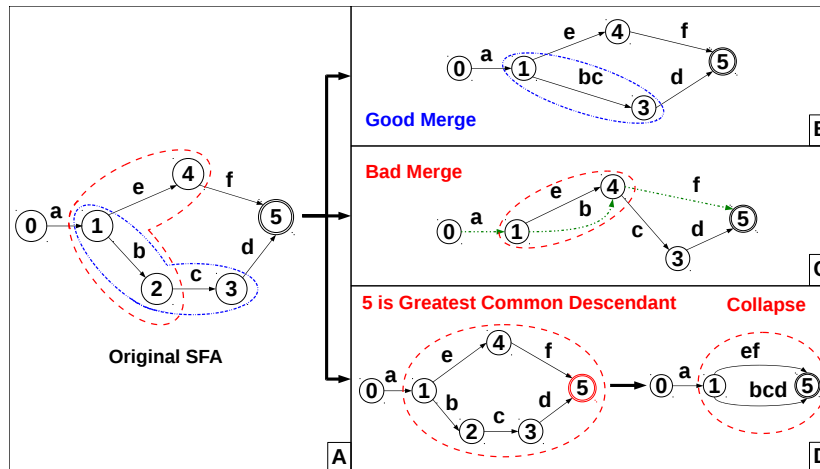 a
0
1
e
4
f
5
b
2
c
3
d
Original SFA
A
0
a
1
e
4
f
5
bc
3
d
Good Merge
Bad Merge
0
a
1
e
b
4
f
5
c
3
d
5 is Greatest Common Descendant
Collapse
0
a
1
e
4
f
5
b
2
c
3
d
0
a
1
ef
bcd
5
D